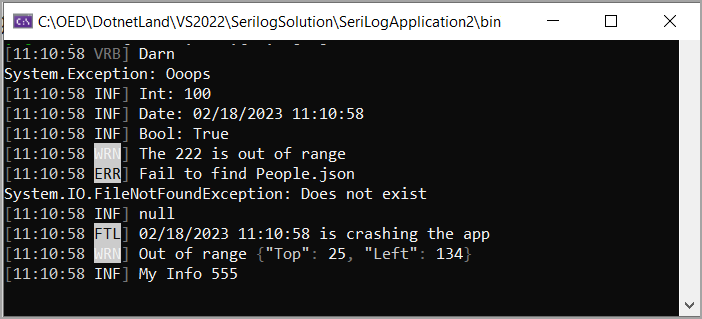 C:\OED\DotnetLand\VS2022\SerilogSolution\SeriLogApplication2\bin
[11:10:58 VRB] Darn
System.Exception: Ooops
[11:10:58 INF] Int: 100
[11:10:58 INF] Date: 02/18/2023 11:10:58
[11:10:58 INF] Bool: True
[11:10:58 WRN] The 222 is out of range
[11:10:58 ERR] Fail to find People.json
System.IO.FileNotFoundException: Does not exist
[11:10:58 INF] null
[11:10:58 FTL] 02/18/2023 11:10:58 is crashing the app
[11:10:58 WRN] Out of range {"Top": 25, "Left": 134}
[11:10:58 INF] My Info 555